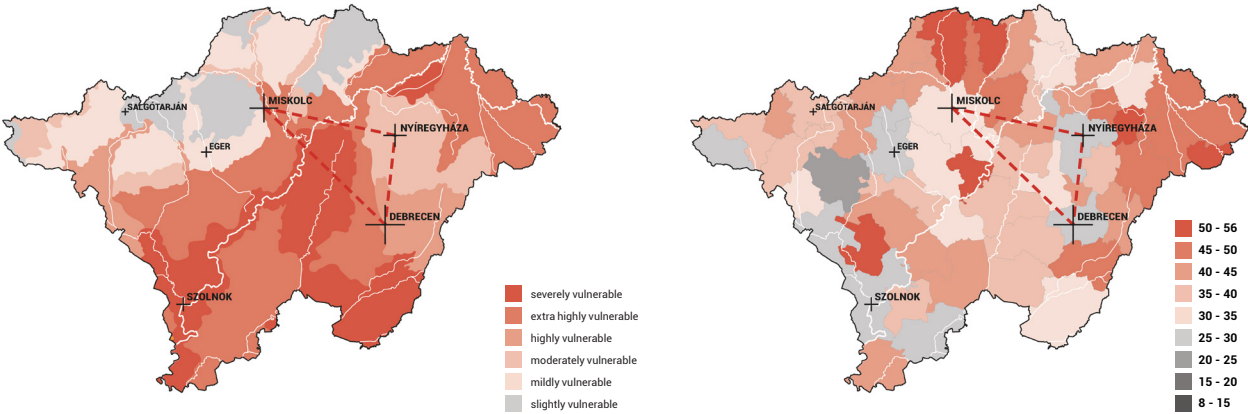 SALGÓTARJÁN
MISKOLC
NYÍREGYHÁZA
EGER
DEBRECEN
SZOLNOK
severely vulnerable
extra highly vulnerable
highly vulnerable
moderately vulnerable
mildly vulnerable
slightly vulnerable
SALGÓTARJÁN
MISKOLC
NYÍREGYHÁZA
EGER
DEBRECEN
SZOLNOK
50 - 56
45 - 50
40 - 45
35 - 40
30 - 35
25 - 30
20 - 25
15 - 20
8 - 15